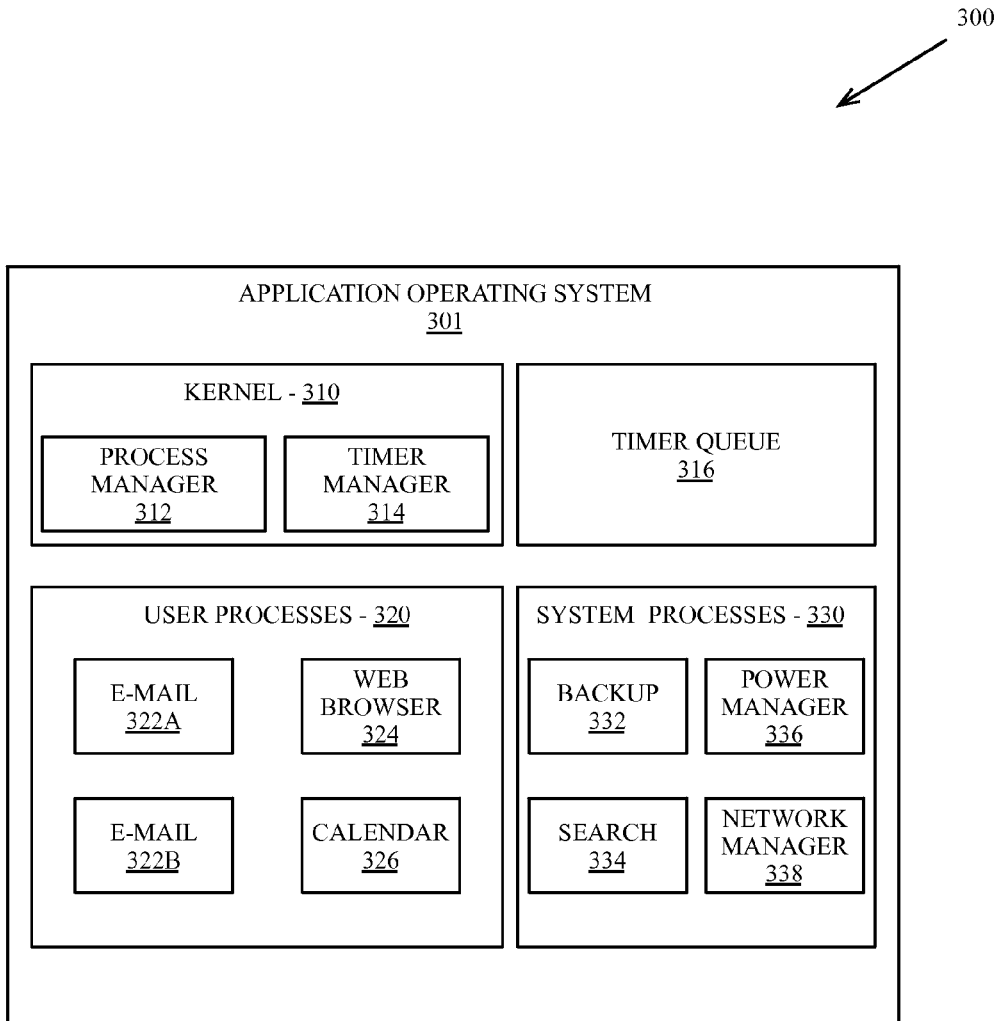 300
APPLICATION OPERATING SYSTEM
301
KERNEL - 310
PROCESS
MANAGER
312
TIMER
MANAGER
314
TIMER QUEUE
316
USER PROCESSES - 320
E-MAIL
322A
WEB
BROWSER
324
E-MAIL
322B
CALENDAR
326
SYSTEM PROCESSES - 330
BACKUP
332
POWER
MANAGER
336
SEARCH
334
NETWORK
MANAGER
338